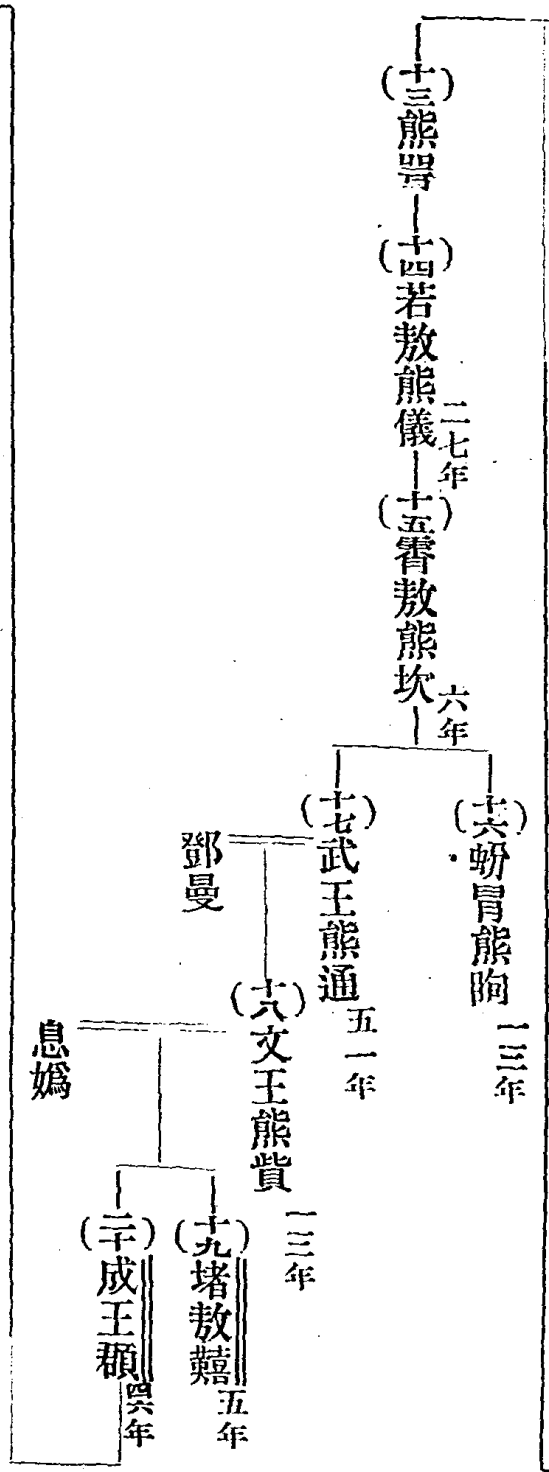 (十三)熊咢
(十四)若敖熊儀 二七年
(十五)霄敖熊坎 六年
(十六)蚡冒熊眴 一三年
(十七)武王熊通 五一年
鄧曼
(十八)文王熊貲 一三年
息嬀
(十九)堵敖囏 五年
(二十)成王頵 四六年